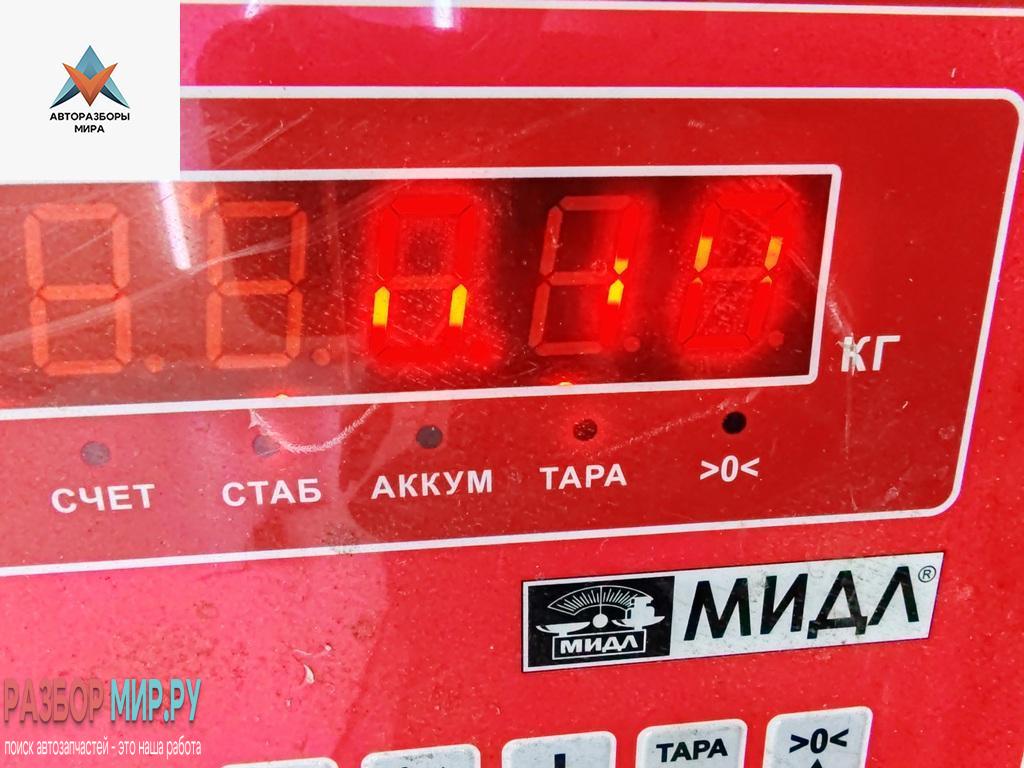 АВТОРАЗБОРЫ
МИРА
КГ
СЧЕТ СТАБ АККУМ ТАРА >0<
МИДЛ МИДЛ®
РАЗБОР МИР.РУ
поиск автозапчастей - это наша работа
ТАРА >0<